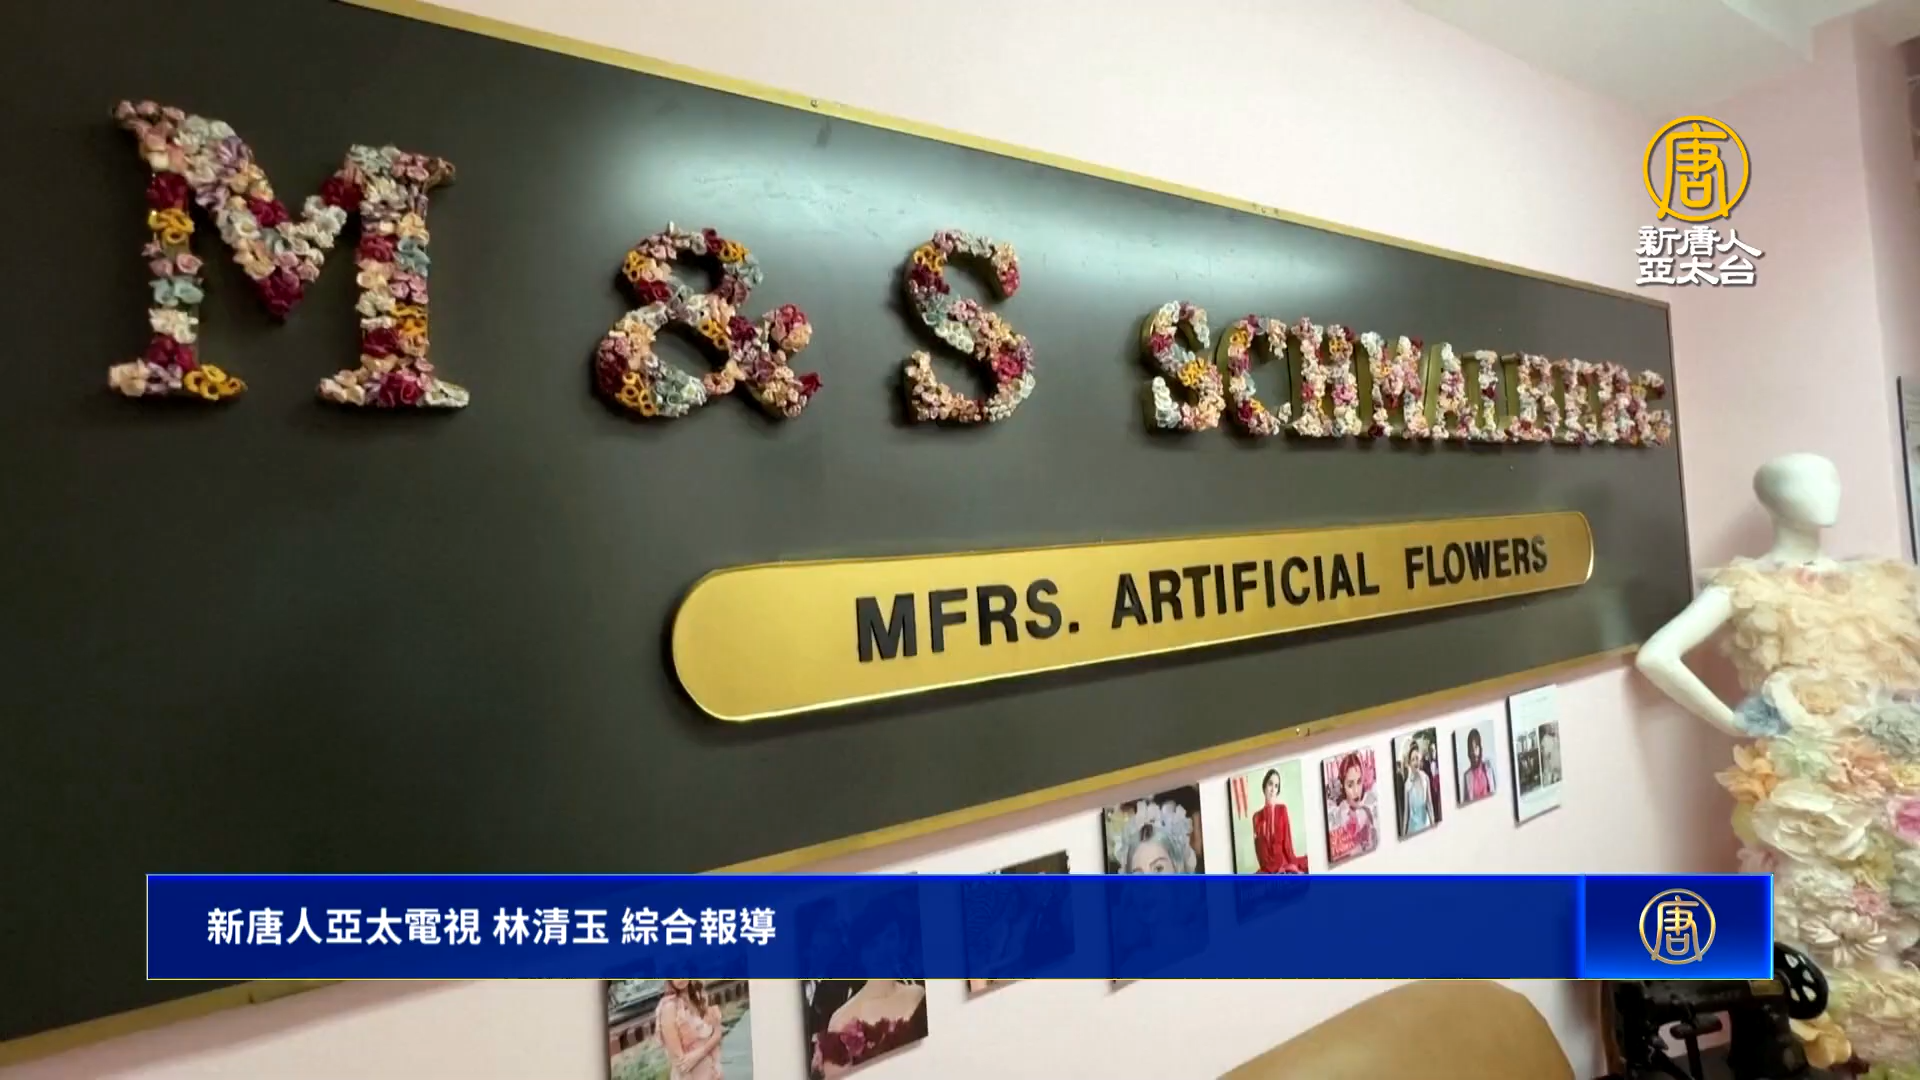 唐
新唐人
亞太台
M & S SCHWALBERG
MFRS. ARTIFICIAL FLOWERS
新唐人亞太電視 林清玉 綜合報導
唐